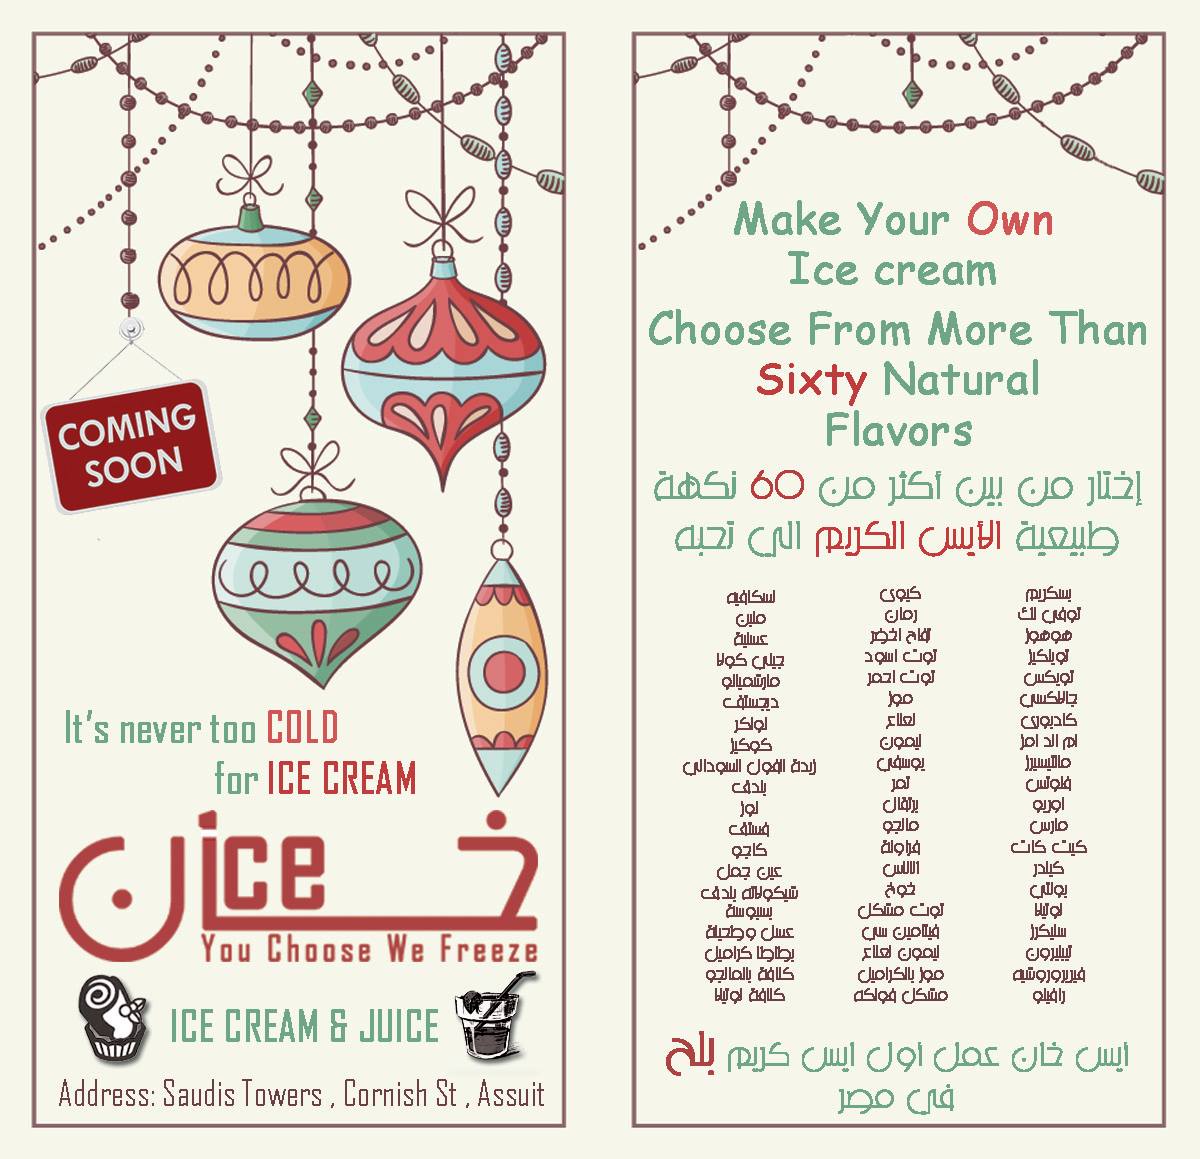 COMING
SOON
It's never too COLD
for ICE CREAM
خان
ice
You Choose We Freeze
ICE CREAM & JUICE
Address: Saudis Towers , Cornish St , Assuit
Make Your Own
Ice cream
Choose From More Than
Sixty Natural
Flavors
إختار من بين أكثر من 60 نكهة
طبيعية الأيس الكريم الى تحبه
بسكريم
توفى لك
هوهوز
تويكس
جالاكسي
كادبورى
ام اند امز
مالتيسيرز
فلوتس
اوريو
مارس
كيت كات
كيندر
بونتى
نوتيلا
سنيكرز
فيريروروشيه
رافيلو
كيوى
رمان
تفاح اخضر
توت اسود
توت احمر
موز
نعناع
ليمون
يوسفى
تمر
برتقال
مانجو
فراولة
اناناس
خوخ
توت مشكل
فيتامين سى
ليمون نعناع
موز بالكراميل
مشكل فواكه
نسكافيه
ملبن
عسلية
جيلى كولا
مارشميلو
ديجستف
لوتكر
كوكيز
زبدة الفول السودانى
بندق
لوز
فستق
كاجو
عين جمل
شيكولاته بندق
بسبوسة
عسل وطحينة
بطاطا كراميل
كنافة بالمانجو
كنافة نوتيلا
أيس خان عمل أول ايس كريم بلح
فى مصر